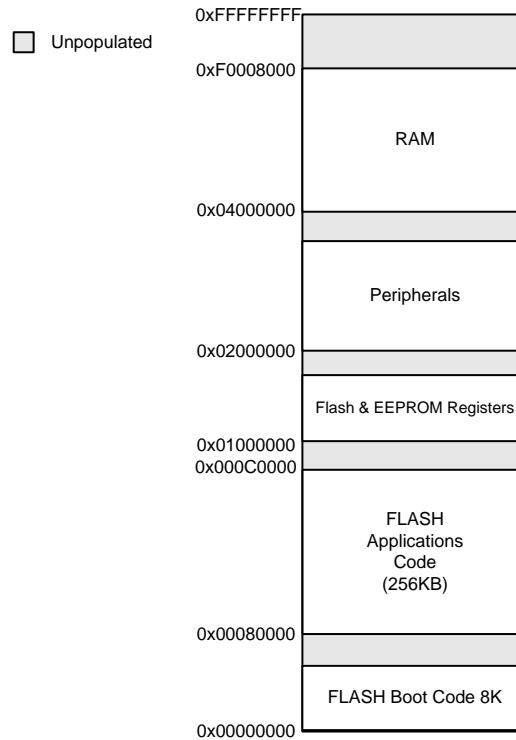 0xFFFFFFFF
Unpopulated
0xF0008000
RAM
0x04000000
Peripherals
0x02000000
Flash & EEPROM Registers
0x01000000
0x000C0000
FLASH
Applications
Code
(256KB)
0x00080000
FLASH Boot Code 8K
0x00000000